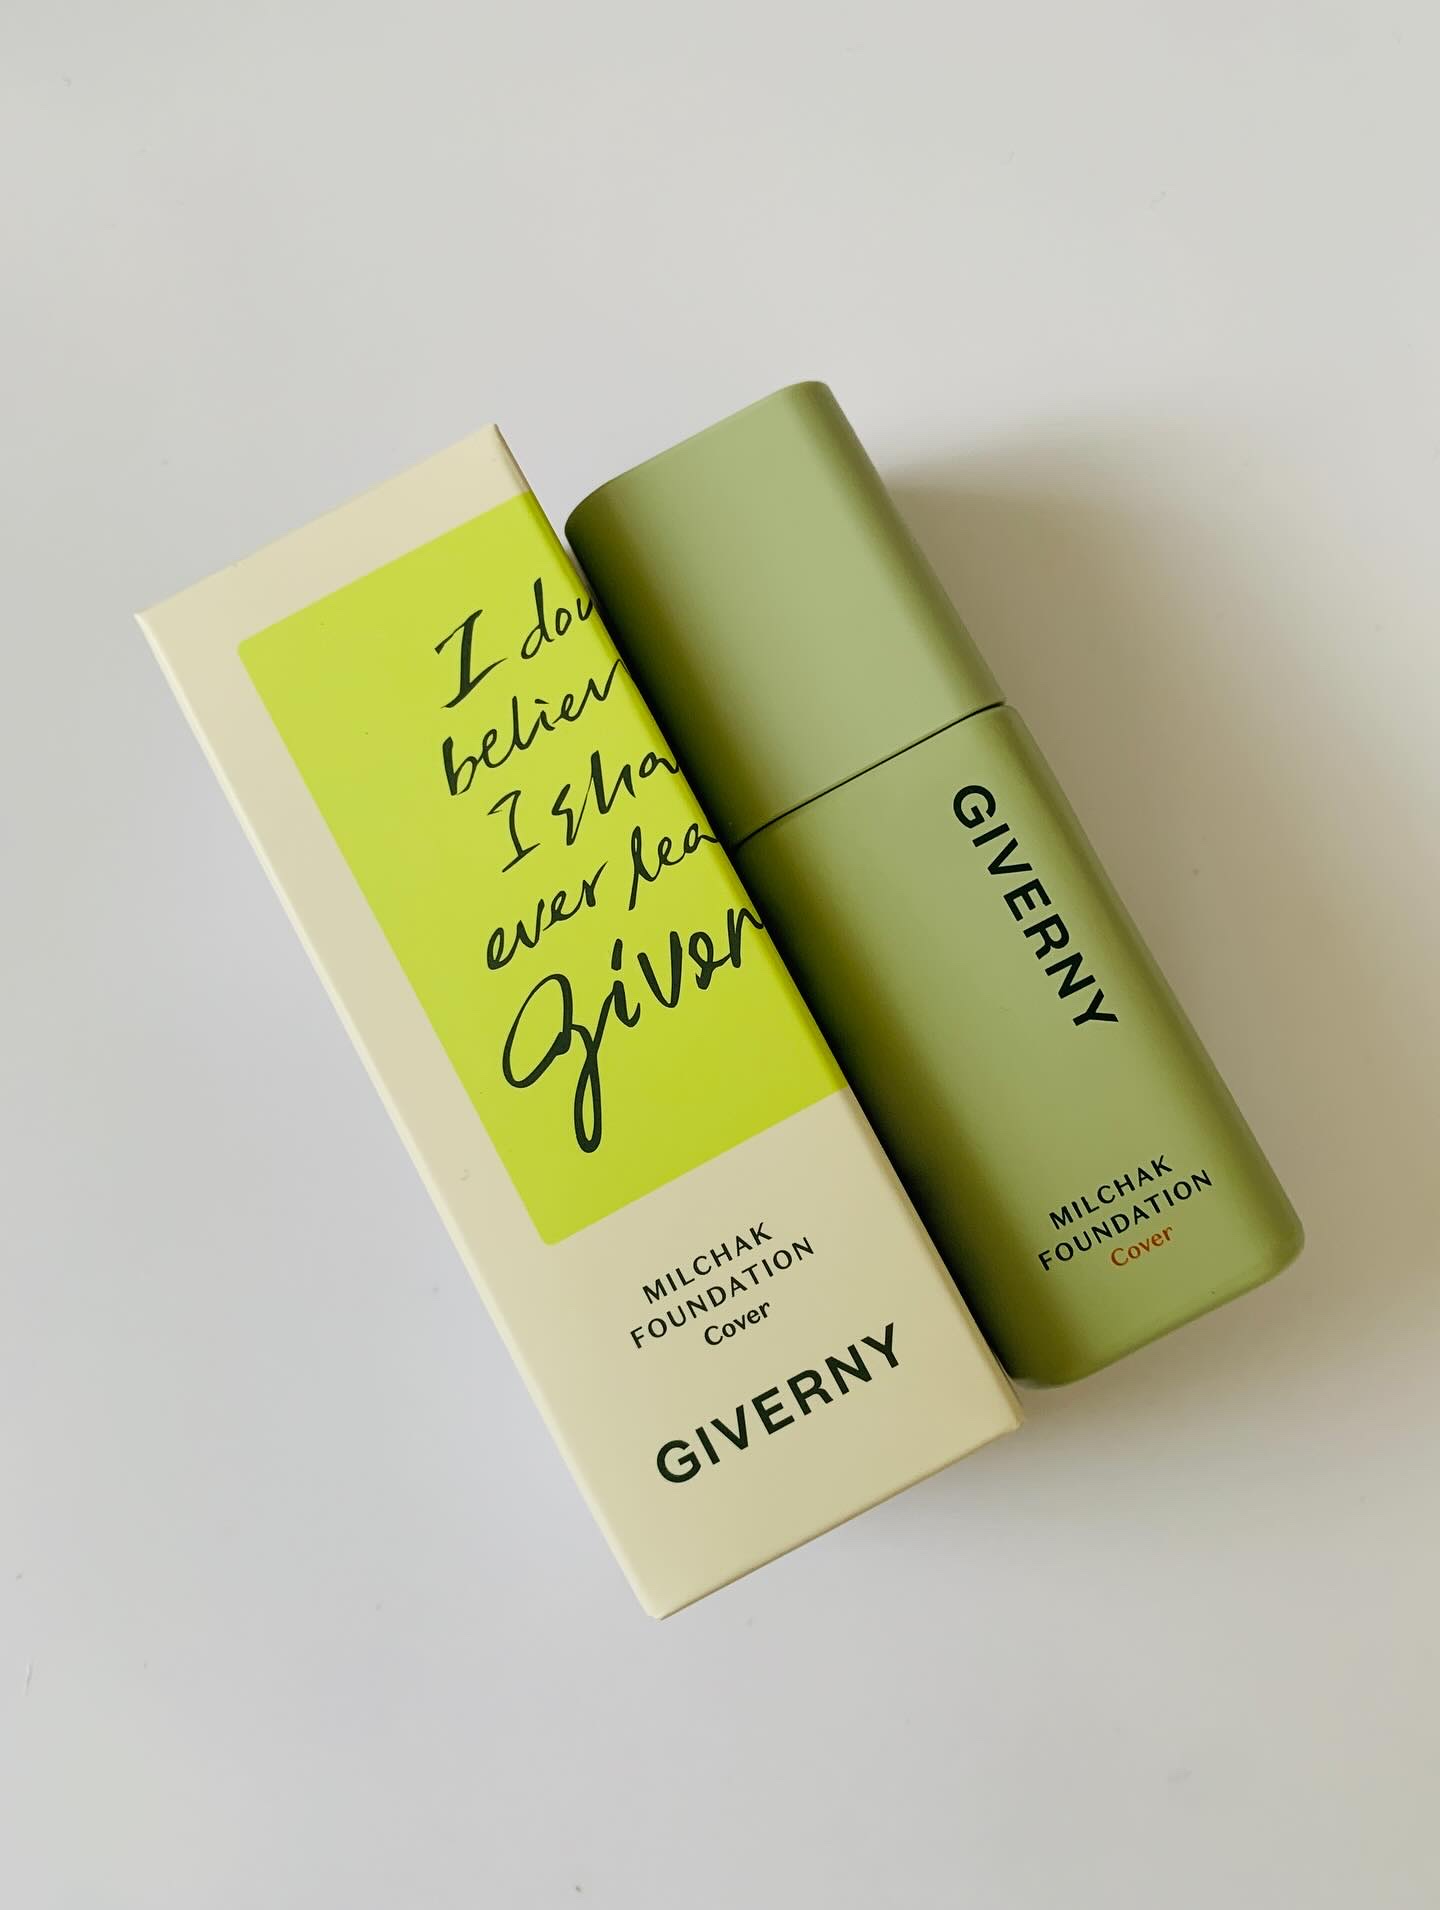 I dou
believ
I sha
ever lea
Givern
MILCHAK
FOUNDATION
Cover
GIVERNY
GIVERNY
MILCHAK
FOUNDATION
Cover